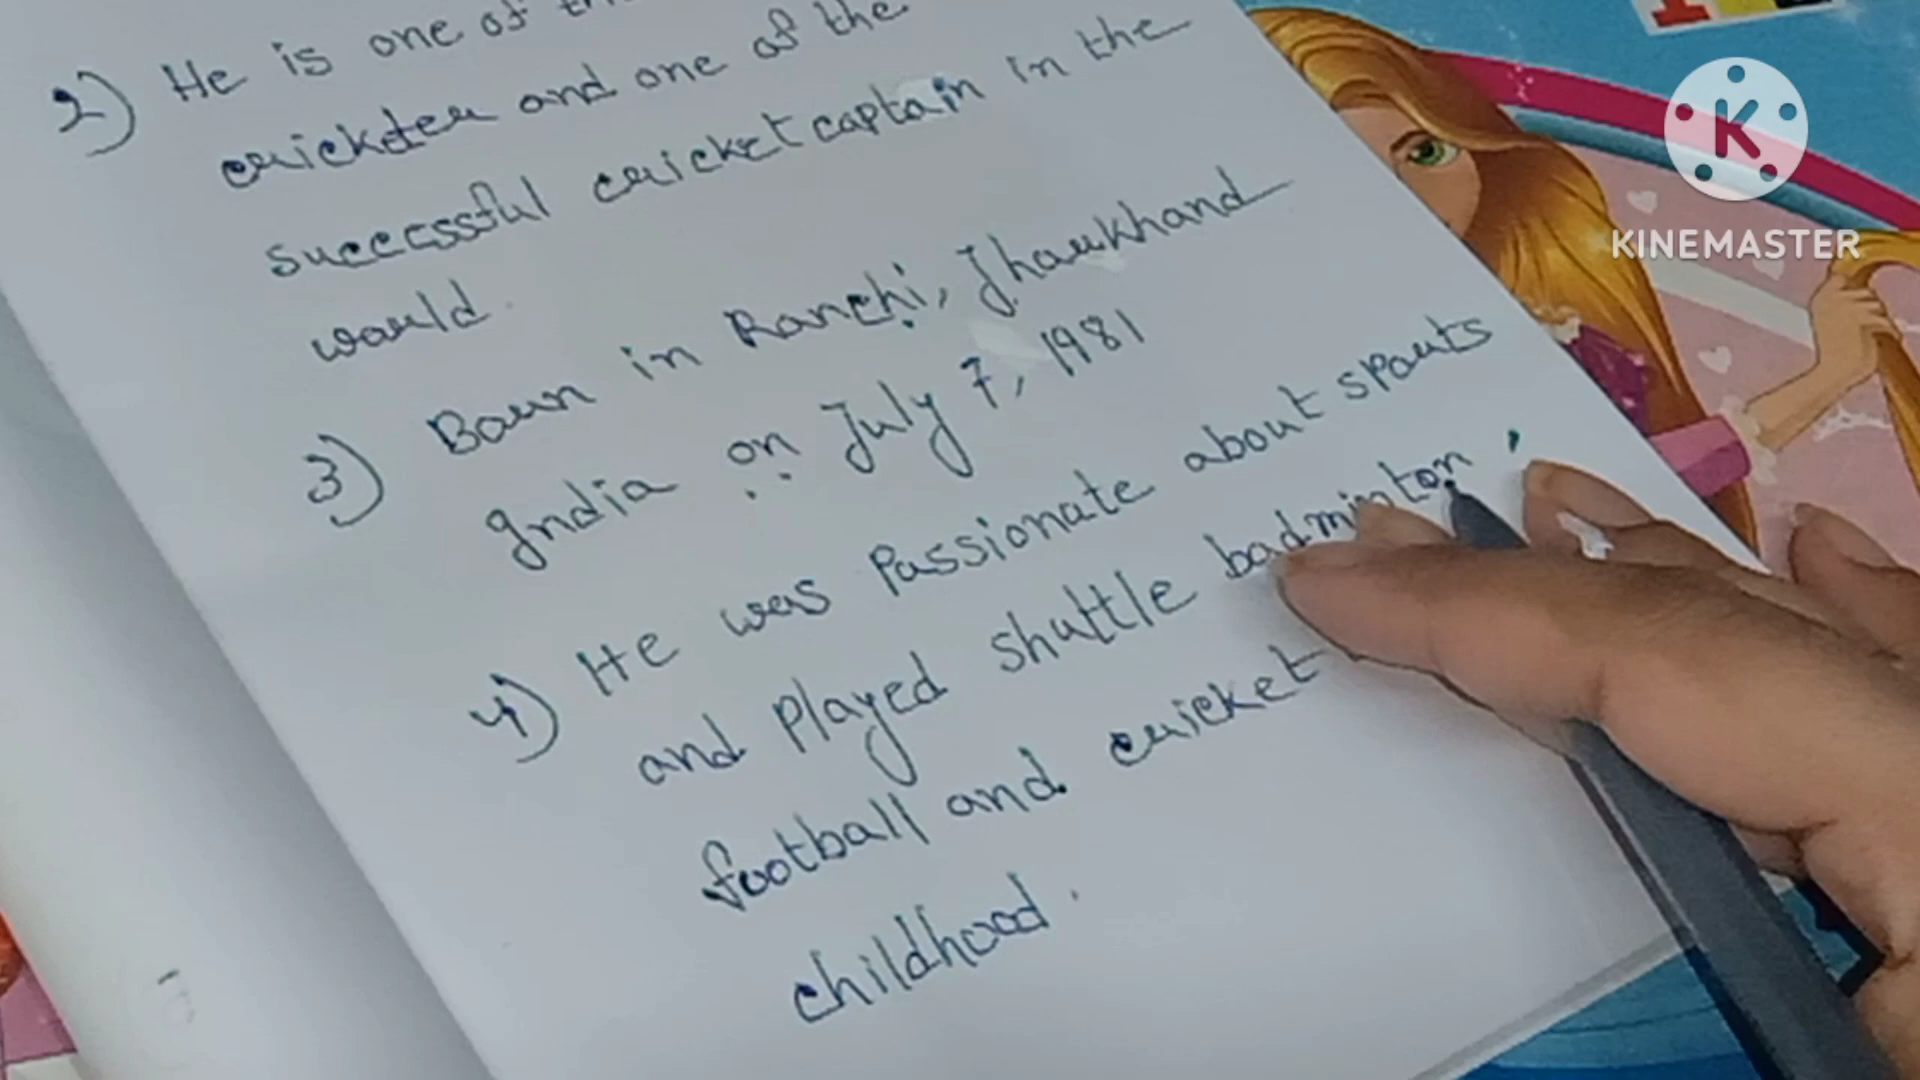 2) He is one of
cricketer and one of the
successful cricket captain in the
world.
3) Born in Ranchi, Jharkhand
India on July 7, 1981
4) He was Passionate about sports
and Played shuttle badminton,
football and cricket
childhood.
KINEMASTER